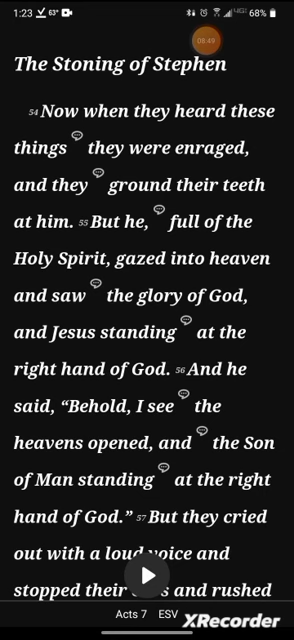 1:23 63° 68%
08:49
The Stoning of Stephen
54 Now when they heard these
things they were enraged,
and they ground their teeth
at him. 55 But he, full of the
Holy Spirit, gazed into heaven
and saw the glory of God,
and Jesus standing at the
right hand of God. 56 And he
said, “Behold, I see the
heavens opened, and the Son
of Man standing at the right
hand of God.” 57 But they cried
out with a loud voice and
stopped their and rushed
Acts 7 ESV
XRecorder